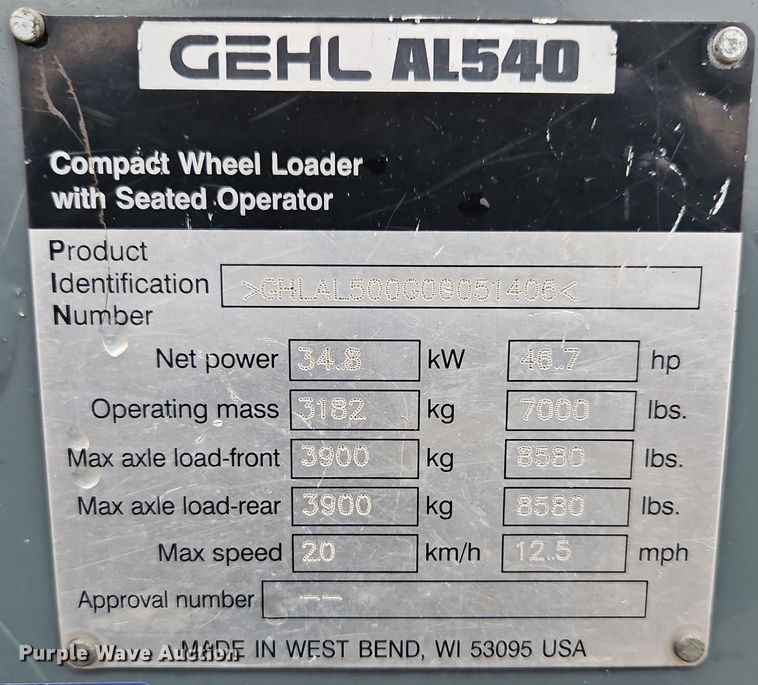 GEHL AL540
Compact Wheel Loader
with Seated Operator
Product
Identification >GHLAL500G08051406<
Number
Net power 34.8 kW 46.7 hp
Operating mass 3182 kg 7000 lbs.
Max axle load-front 3900 kg 8580 lbs.
Max axle load-rear 3900 kg 8580 lbs.
Max speed 20 km/h 12.5 mph
Approval number --
MADE IN WEST BEND, WI 53095 USA
Purple Wave Auction